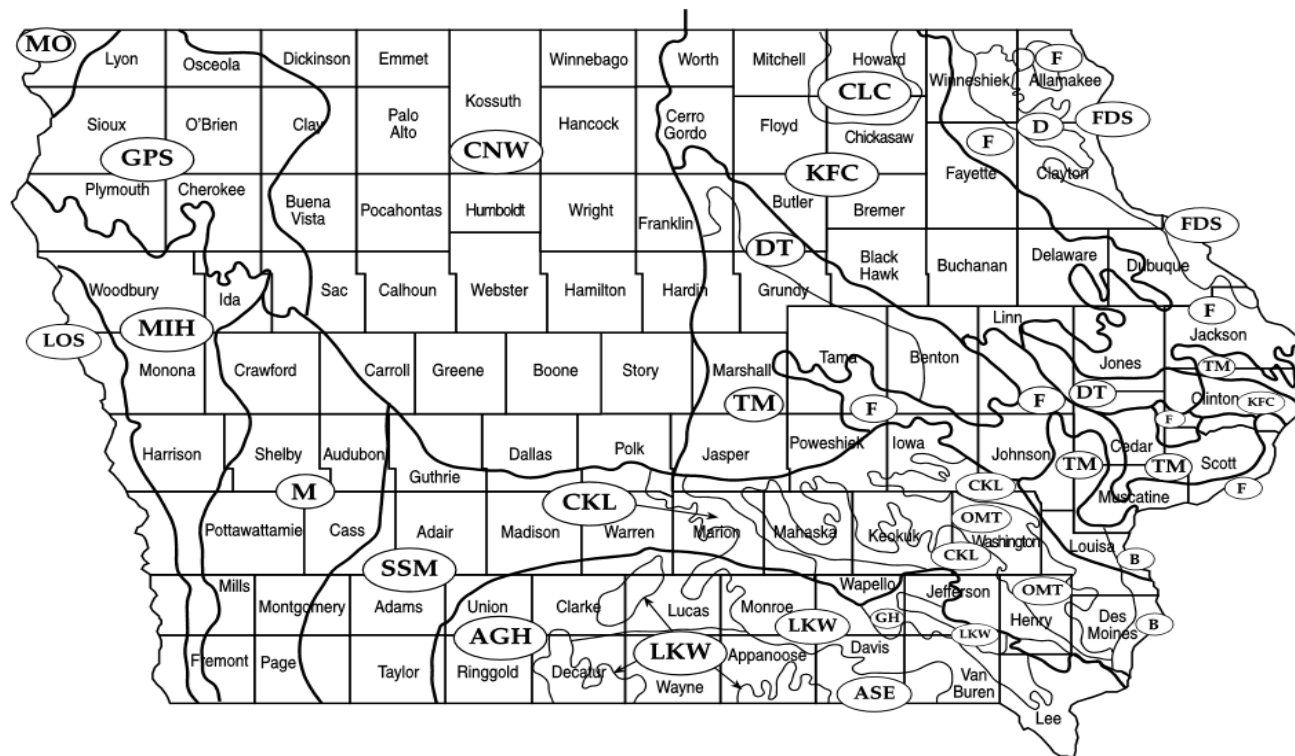 MO
Lyon
Osceola
Dickinson
Emmet
Winnebago
Worth
Mitchell
Howard
Winneshiek
F
Allamakee
Kossuth
CLC
Sioux
O'Brien
Clay
Palo
Alto
Hancock
Cerro
Gordo
Floyd
Chickasaw
F
D
FDS
GPS
CNW
KFC
Fayette
Clayton
Plymouth
Cherokee
Buena
Vista
Pocahontas
Humboldt
Wright
Franklin
Butler
Bremer
FDS
DT
Black
Hawk
Buchanan
Delaware
Dubuque
Woodbury
Ida
Sac
Calhoun
Webster
Hamilton
Hardin
Grundy
F
LOS
MIH
Linn
Jackson
Monona
Crawford
Carroll
Greene
Boone
Story
Marshall
Tama
Benton
Jones
TM
TM
F
F
DT
Clinton
KFC
F
Harrison
Shelby
Audubon
Guthrie
Dallas
Polk
Jasper
Poweshiek
Iowa
Johnson
Cedar
TM
TM
Scott
M
CKL
CKL
Muscatine
F
Pottawattamie
Cass
Adair
Madison
Warren
Marion
Mahaska
Keokuk
OMT
Washington
CKL
Louisa
B
SSM
Mills
Montgomery
Adams
Union
Clarke
Lucas
Monroe
Wapello
Jefferson
OMT
Henry
Des
Moines
B
AGH
LKW
LKW
GH
LKW
Fremont
Page
Taylor
Ringgold
Decatur
Wayne
Appanoose
Davis
Van
Buren
ASE
Lee